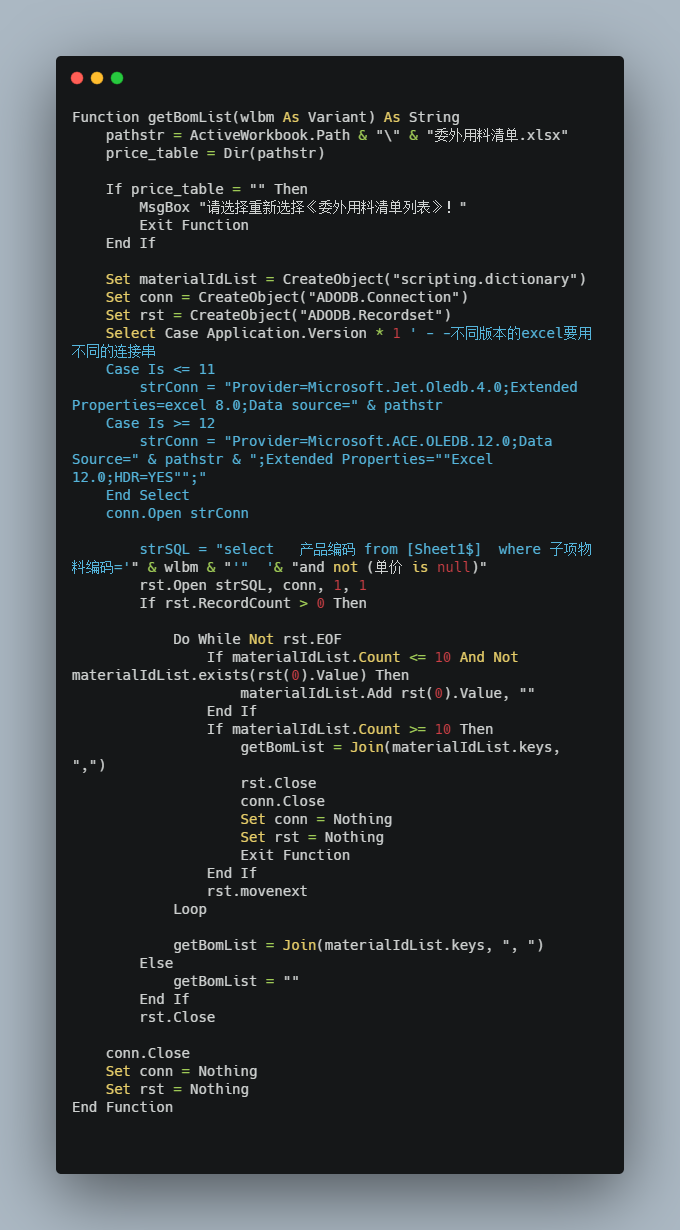 Function getBomList(wlbm As Variant) As String
    pathstr = ActiveWorkbook.Path & "\" & "委外用料清单.xlsx"
    price_table = Dir(pathstr)

    If price_table = "" Then
        MsgBox "请选择重新选择《委外用料清单列表》！"
        Exit Function
    End If

    Set materialIdList = CreateObject("scripting.dictionary")
    Set conn = CreateObject("ADODB.Connection")
    Set rst = CreateObject("ADODB.Recordset")
    Select Case Application.Version * 1 ' - -不同版本的excel要用
不同的连接串
    Case Is <= 11
        strConn = "Provider=Microsoft.Jet.Oledb.4.0;Extended
Properties=excel 8.0;Data source=" & pathstr
    Case Is >= 12
        strConn = "Provider=Microsoft.ACE.OLEDB.12.0;Data
Source=" & pathstr & ";Extended Properties=""Excel
12.0;HDR=YES"";"
    End Select
    conn.Open strConn

        strSQL = "select   产品编码 from [Sheet1$]  where 子项物
料编码='" & wlbm & "'"  '& "and not (单价 is null)"
        rst.Open strSQL, conn, 1, 1
        If rst.RecordCount > 0 Then

            Do While Not rst.EOF
                If materialIdList.Count <= 10 And Not
materialIdList.exists(rst(0).Value) Then
                    materialIdList.Add rst(0).Value, ""
                End If
                If materialIdList.Count >= 10 Then
                    getBomList = Join(materialIdList.keys,
",")
                    rst.Close
                    conn.Close
                    Set conn = Nothing
                    Set rst = Nothing
                    Exit Function
                End If
                rst.movenext
            Loop

            getBomList = Join(materialIdList.keys, ", ")
        Else
            getBomList = ""
        End If
        rst.Close

    conn.Close
    Set conn = Nothing
    Set rst = Nothing
End Function